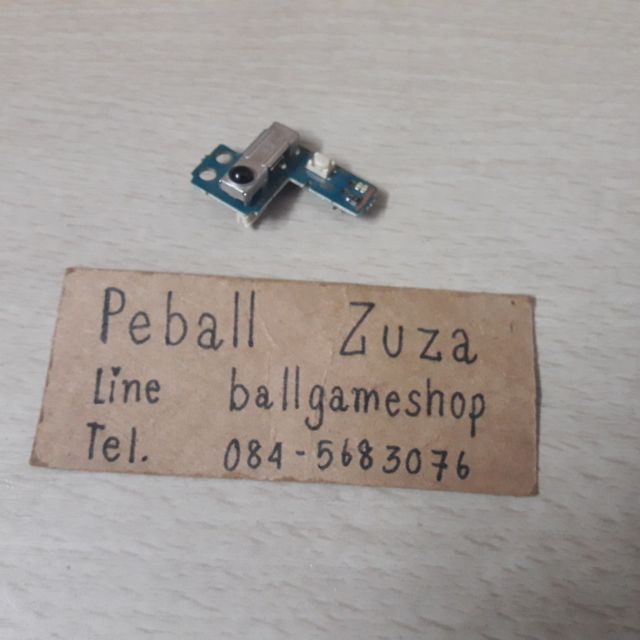 Peball Zuza
Line ballgameshop
Tel. 084-5683076